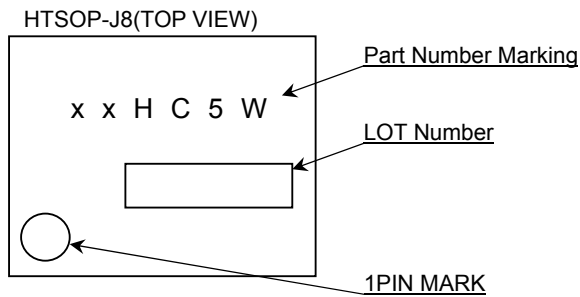 HTSOP-J8(TOP VIEW)
Part Number Marking
x x H C 5 W
LOT Number
1PIN MARK